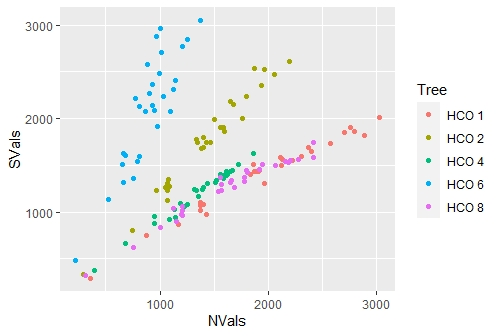 3000
2000
1000
SVals
1000
2000
3000
NVals
Tree
HCO 1
HCO 2
HCO 4
HCO 6
HCO 8